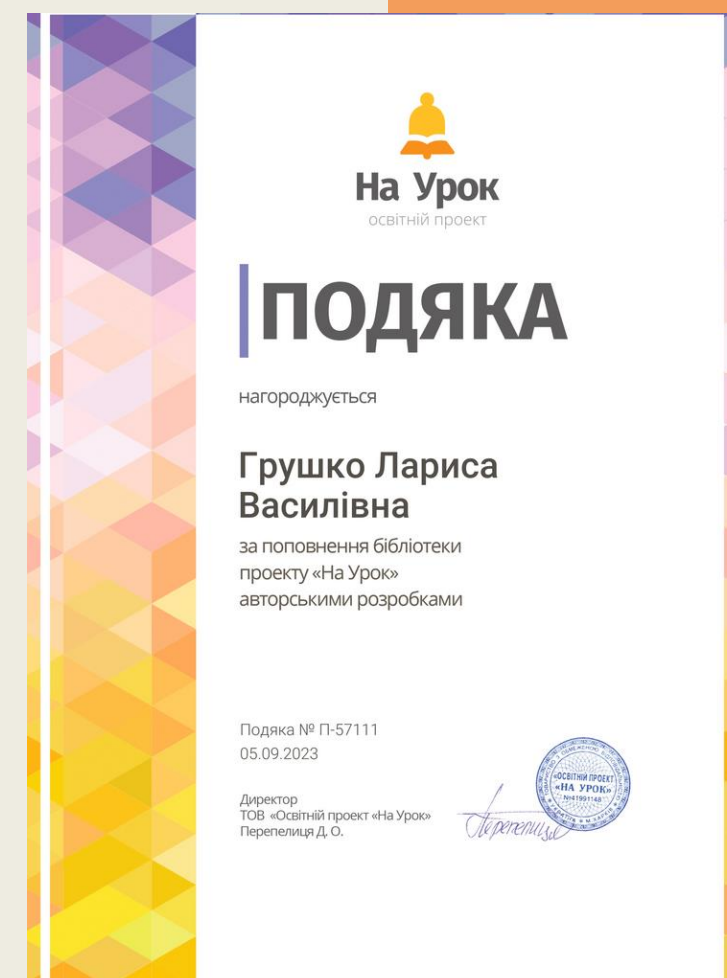 На Урок
освітній проект
ПОДЯКА
нагороджується
Грушко Лариса
Василівна
за поповнення бібліотеки
проекту «На Урок»
авторськими розробками
Подяка № П-57111
05.09.2023
Директор
ТОВ «Освітній проект «На Урок»
Перепелиця Д. О.
«ОСВІТНІЙ ПРОЕКТ
«НА УРОК»
№41991148